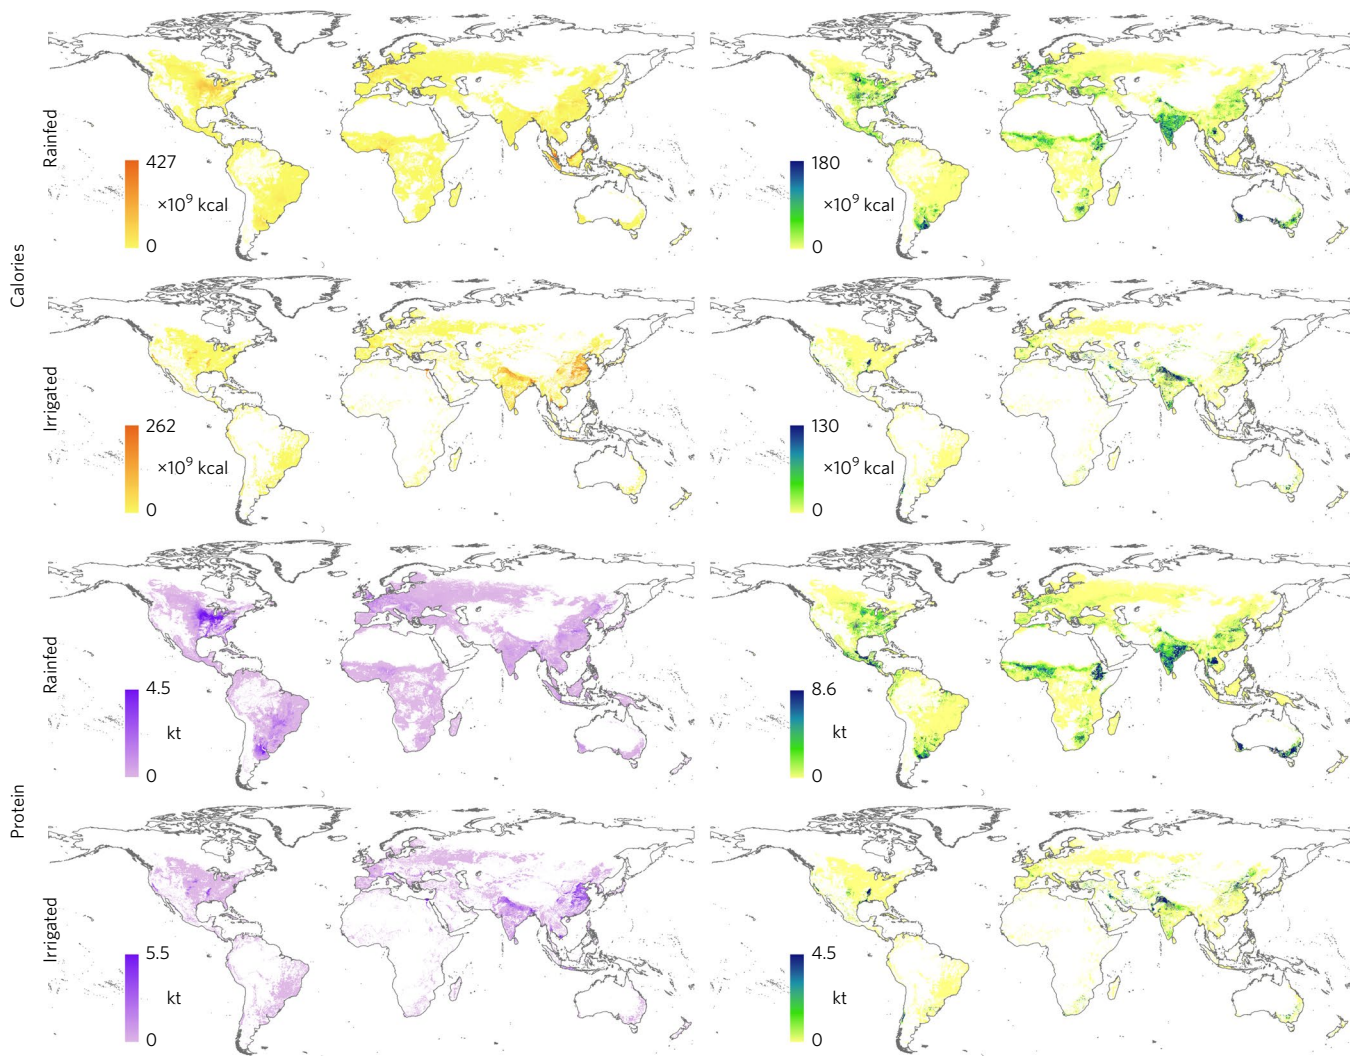 Calories
Rainfed
427
×10⁹ kcal
0
180
×10⁹ kcal
0
Irrigated
262
×10⁹ kcal
0
130
×10⁹ kcal
0
Protein
Rainfed
4.5
kt
0
8.6
kt
0
Irrigated
5.5
kt
0
4.5
kt
0